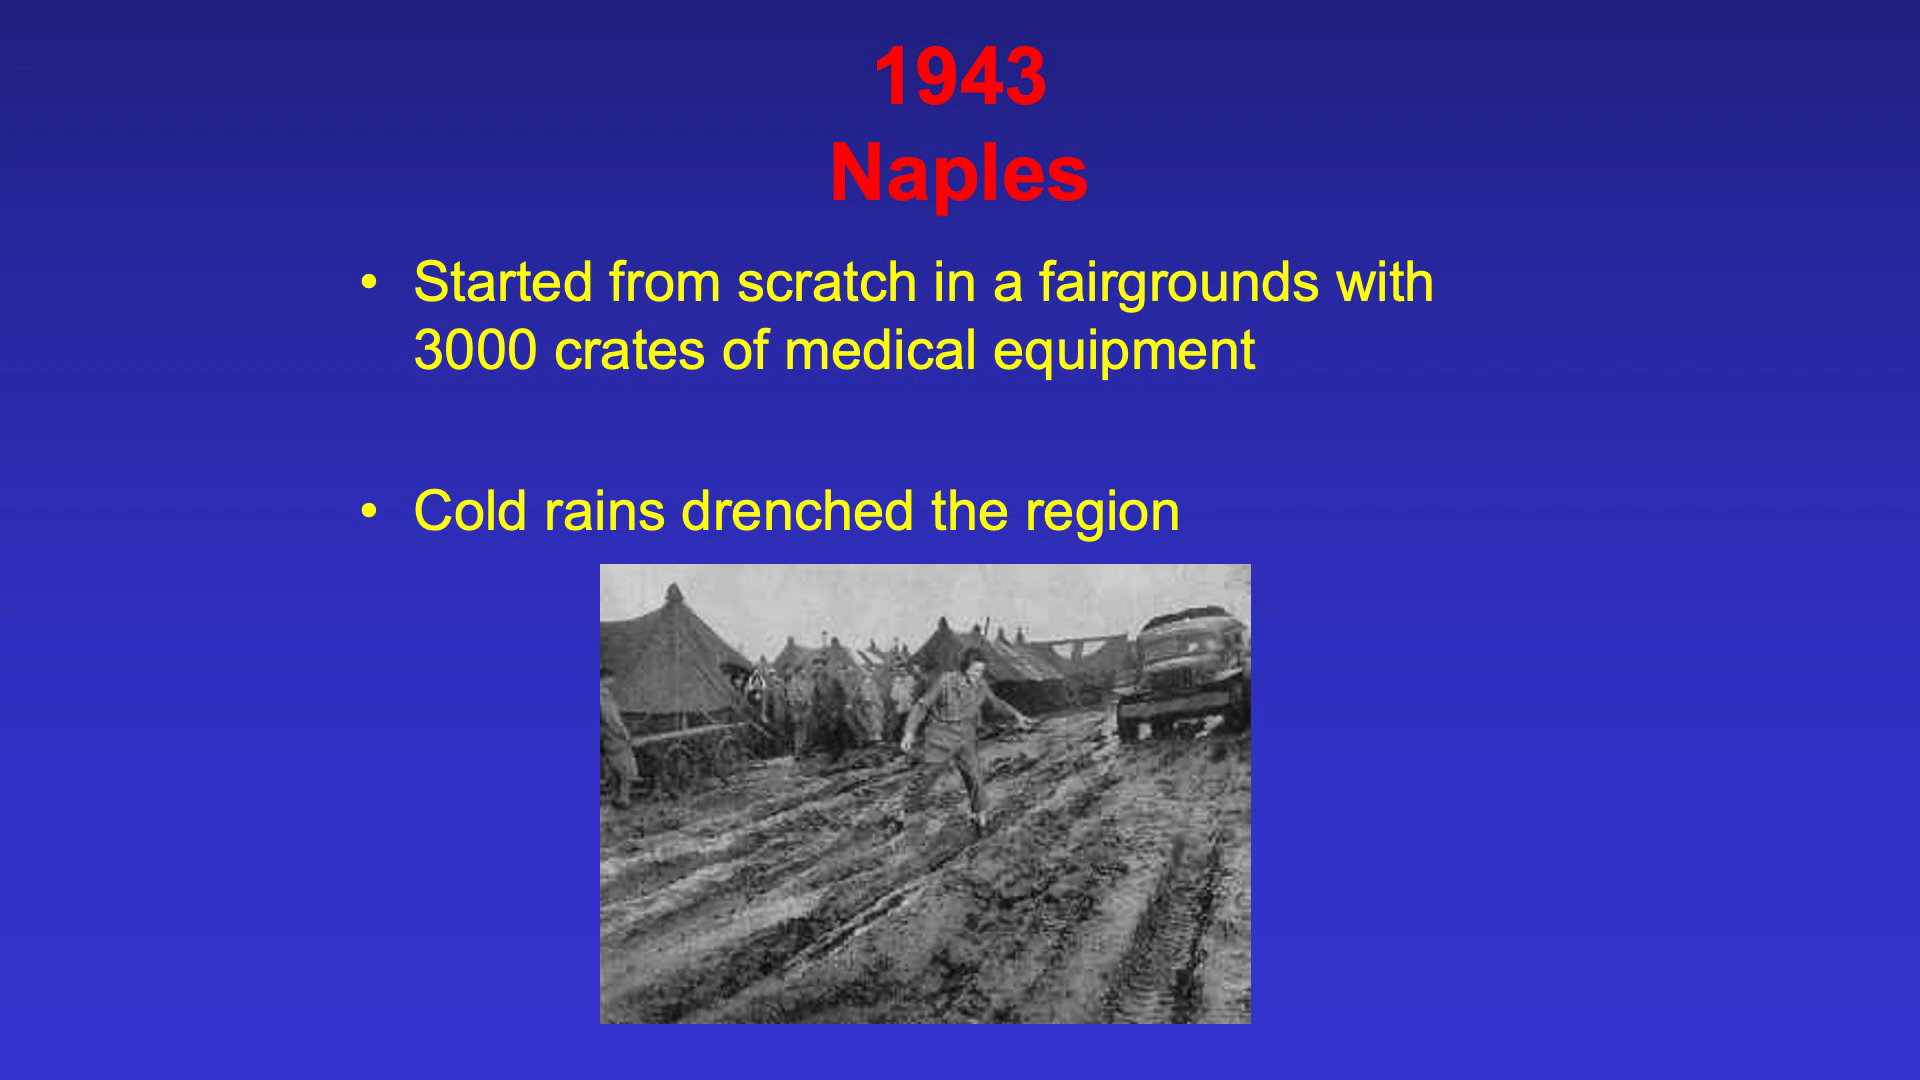 1943
Naples
• Started from scratch in a fairgrounds with
3000 crates of medical equipment
• Cold rains drenched the region